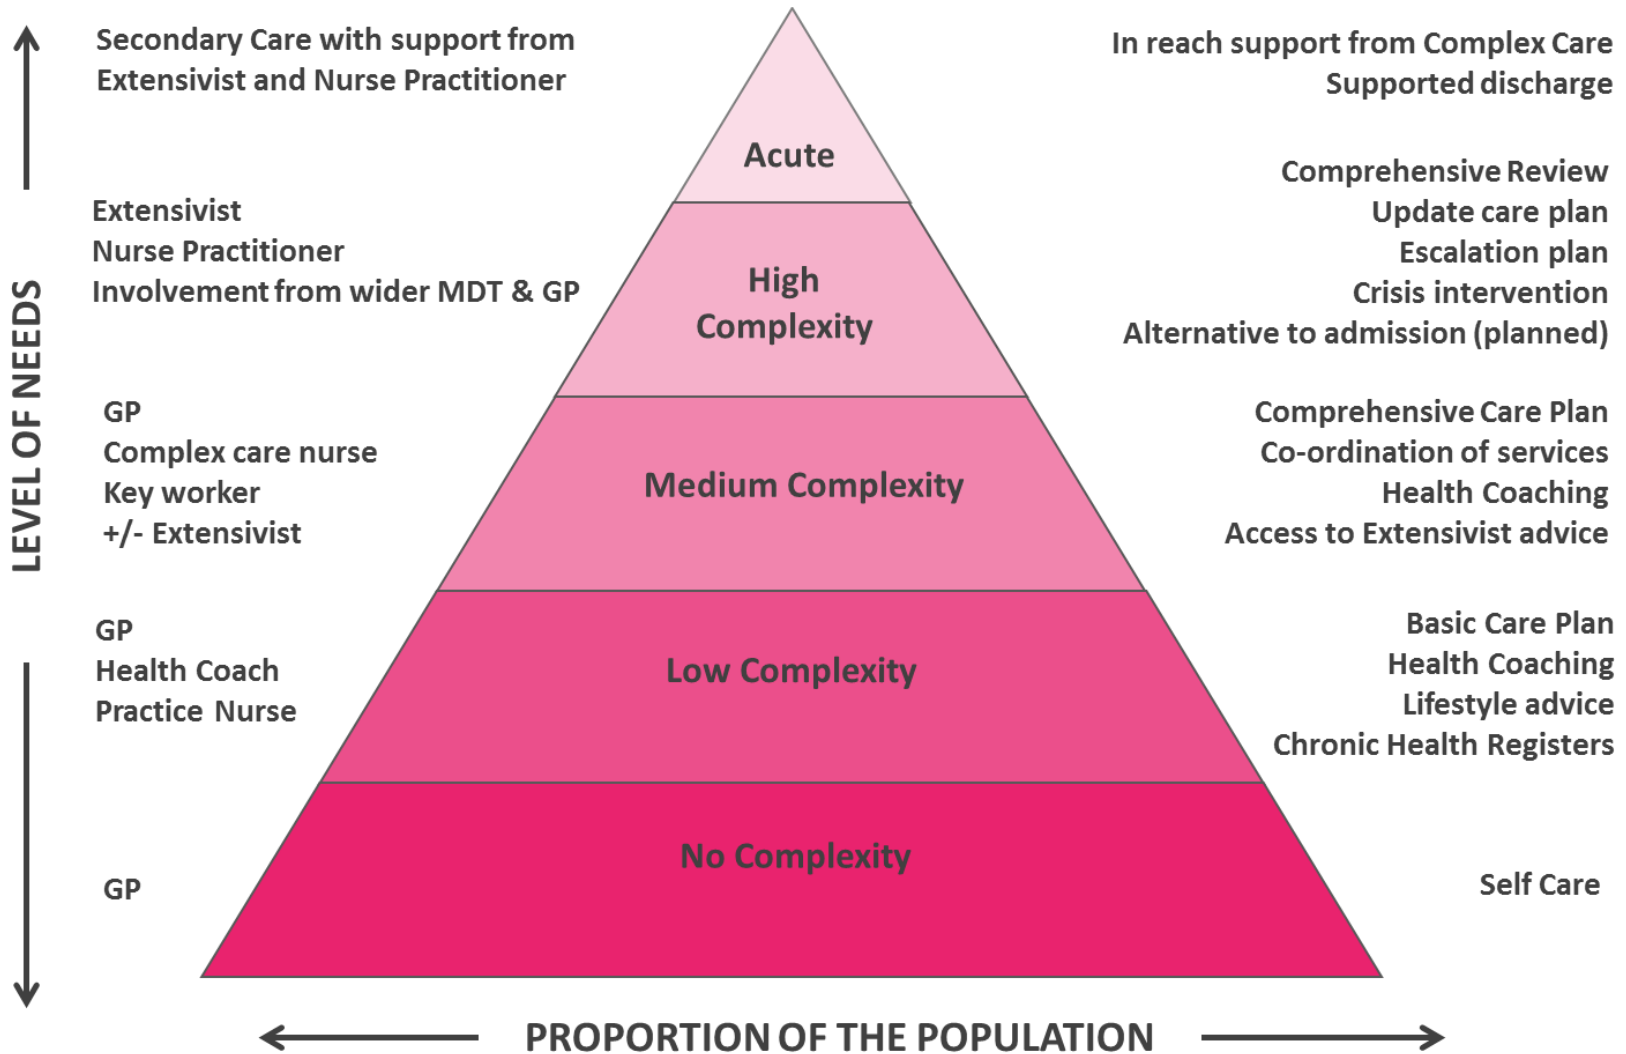 Secondary Care with support from
Extensivist and Nurse Practitioner
In reach support from Complex Care
Supported discharge
Acute
Extensivist
Nurse Practitioner
Involvement from wider MDT & GP
High
Complexity
Comprehensive Review
Update care plan
Escalation plan
Crisis intervention
Alternative to admission (planned)
LEVEL OF NEEDS
GP
Complex care nurse
Key worker
+/- Extensivist
Medium Complexity
Comprehensive Care Plan
Co-ordination of services
Health Coaching
Access to Extensivist advice
GP
Health Coach
Practice Nurse
Low Complexity
Basic Care Plan
Health Coaching
Lifestyle advice
Chronic Health Registers
GP
No Complexity
Self Care
PROPORTION OF THE POPULATION